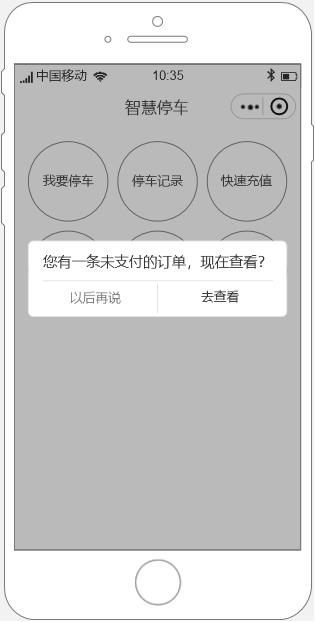 中国移动 10:35
智慧停车
我要停车 停车记录 快速充值
您有一条未支付的订单，现在查看?
以后再说 去查看